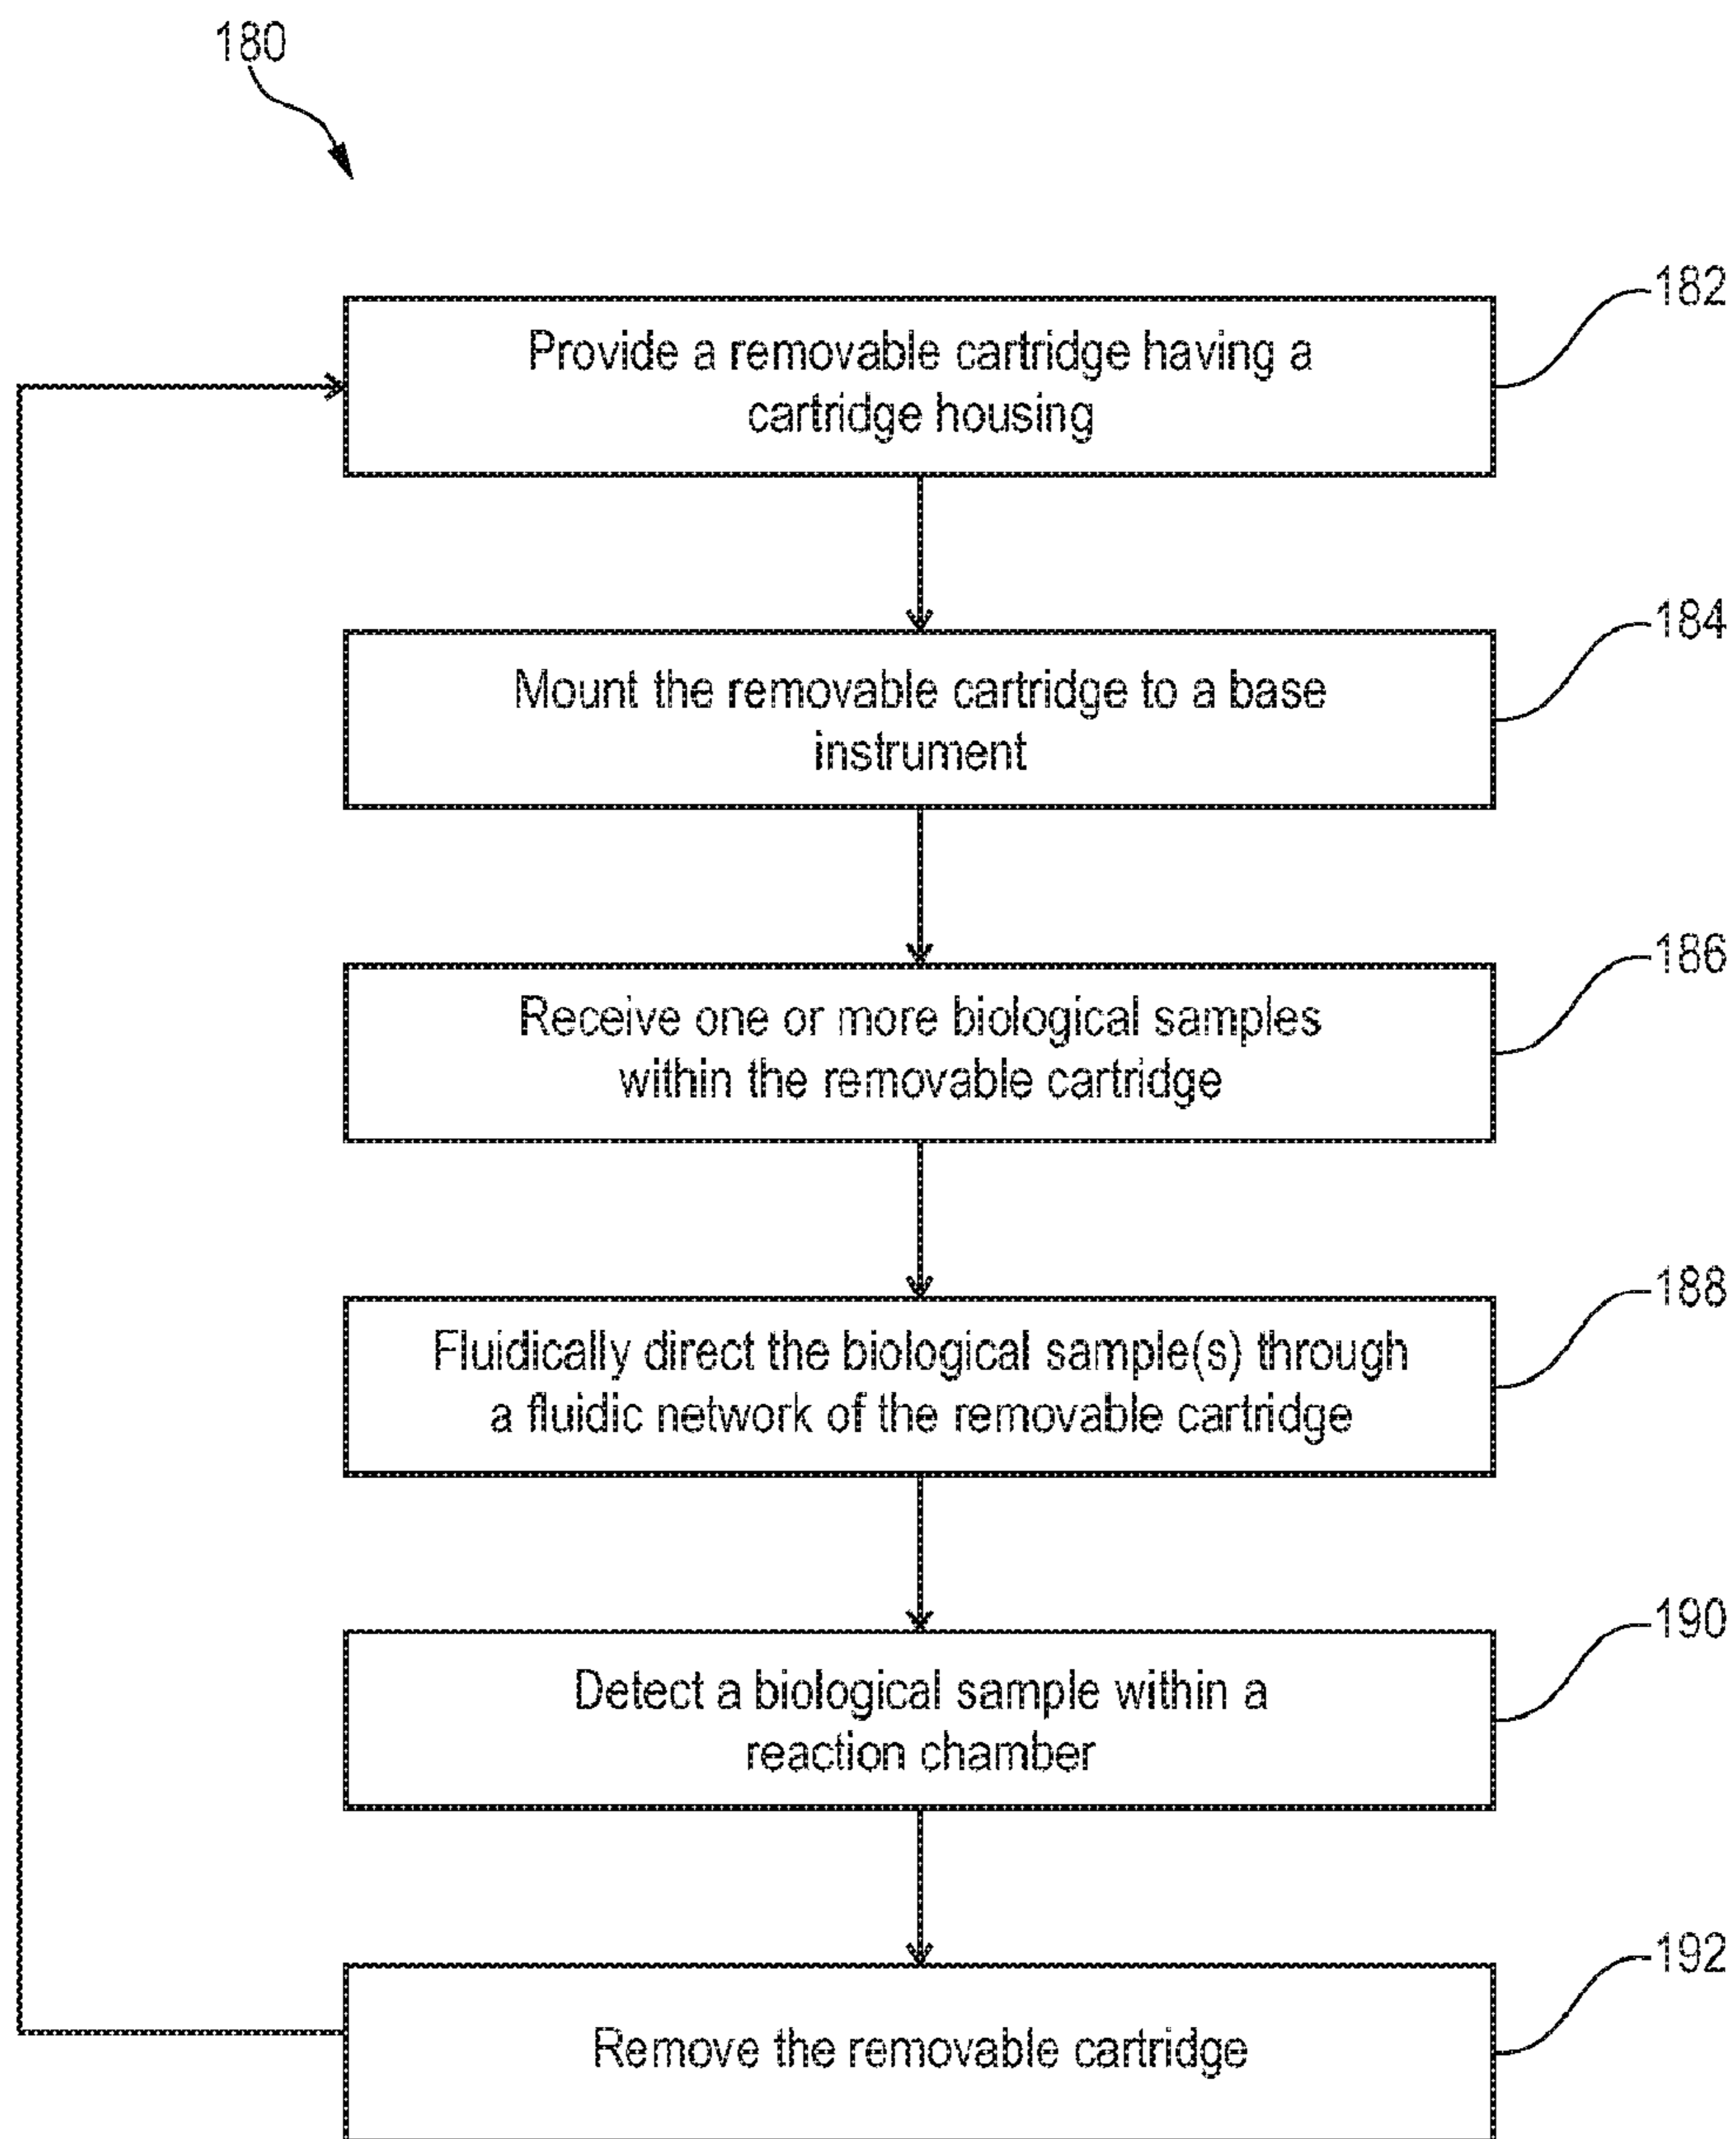 180
Provide a removable cartridge having a
cartridge housing
182
Mount the removable cartridge to a base
instrument
184
Receive one or more biological samples
within the removable cartridge
186
Fluidically direct the biological sample(s) through
a fluidic network of the removable cartridge
188
Detect a biological sample within a
reaction chamber
190
Remove the removable cartridge
192